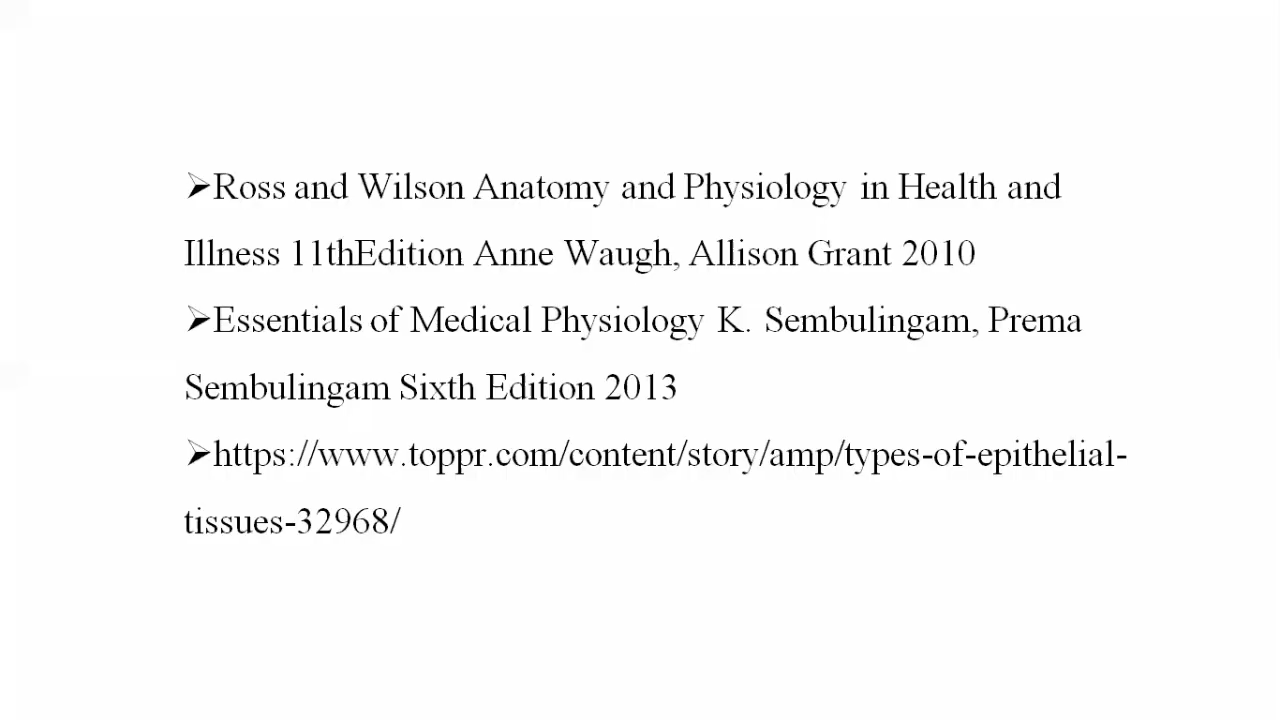 ➢Ross and Wilson Anatomy and Physiology in Health and
Illness 11thEdition Anne Waugh, Allison Grant 2010
➢Essentials of Medical Physiology K. Sembulingam, Prema
Sembulingam Sixth Edition 2013
➢https://www.toppr.com/content/story/amp/types-of-epithelial-
tissues-32968/